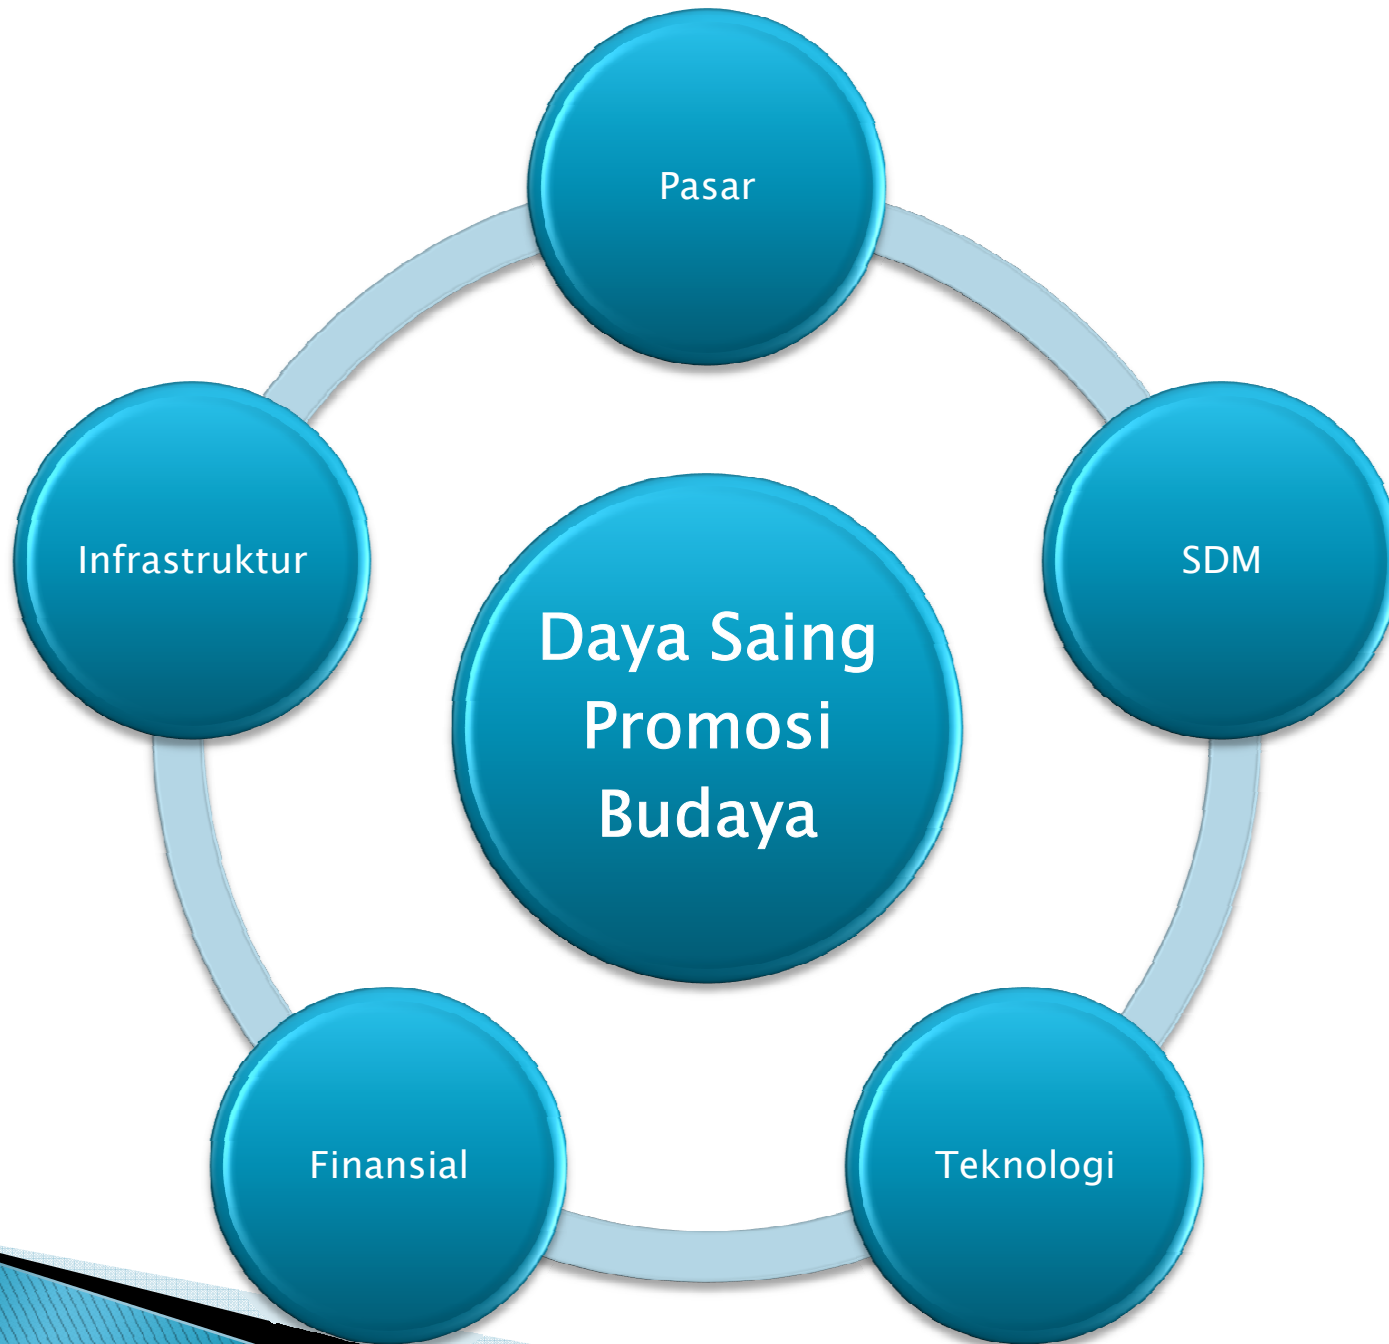 Pasar
Infrastruktur
SDM
Daya Saing
Promosi
Budaya
Finansial
Teknologi